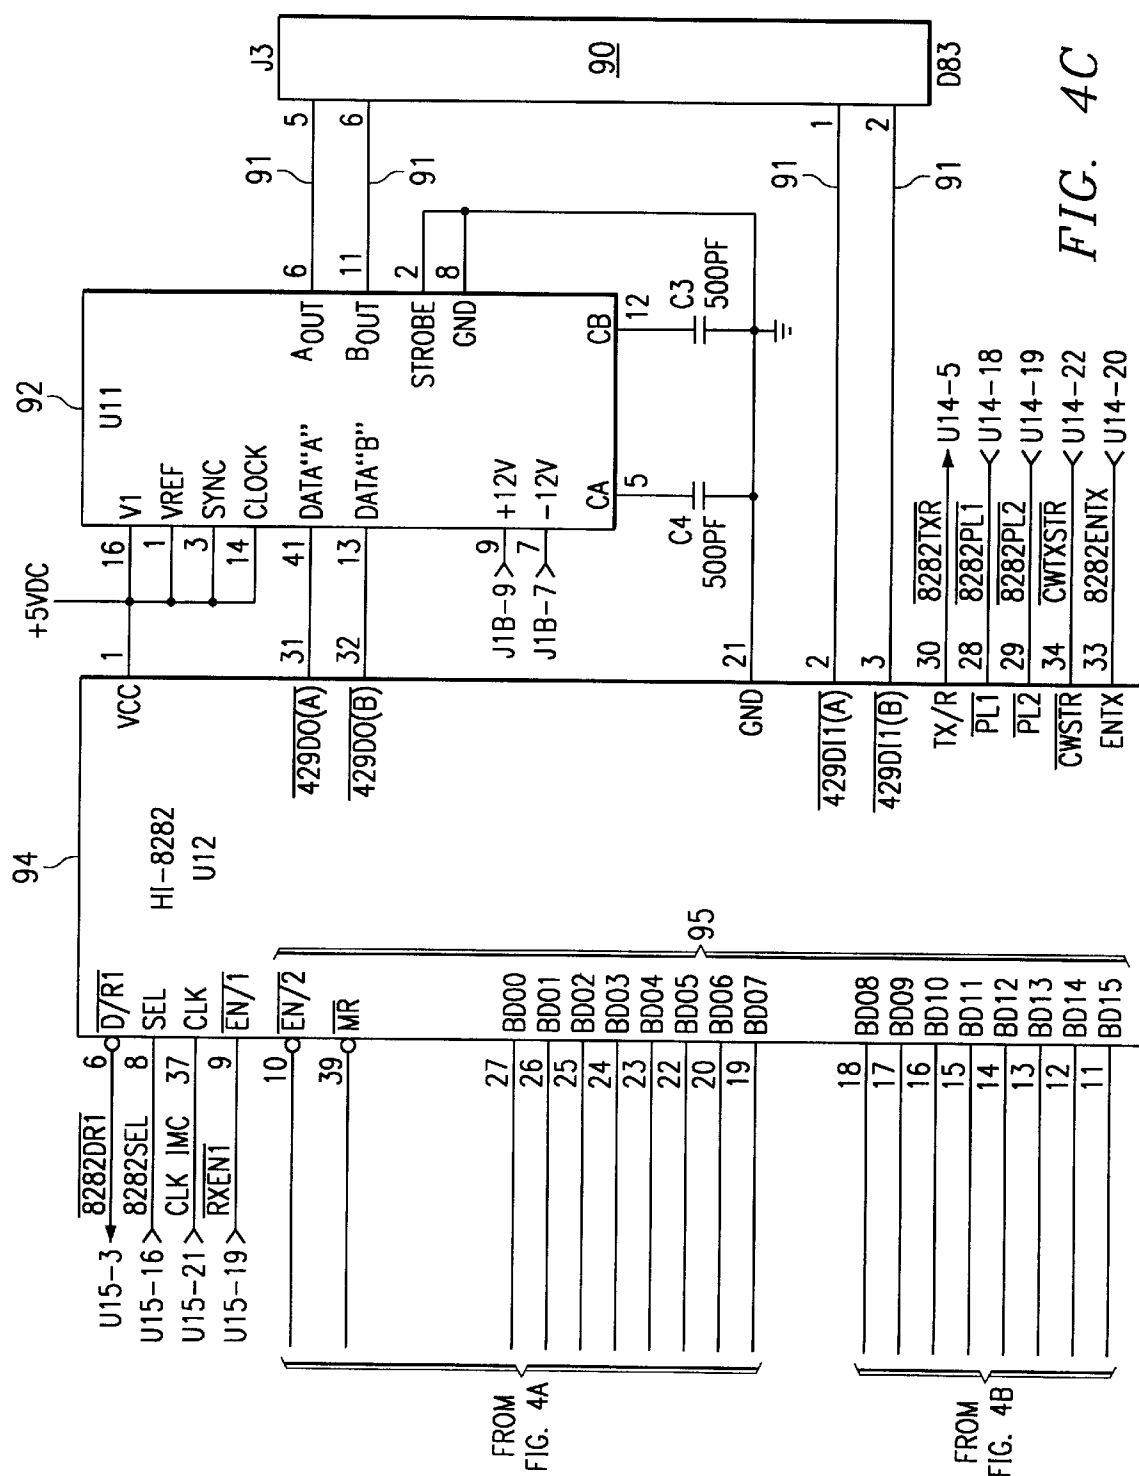 J3
90
D83
5
6
1
2
91
91
91
91
FIG. 4C
92
U11
6
11
2
8
AOUT
BOUT
STROBE
GND
V1
VREF
SYNC
CLOCK
DATA"A"
DATA"B"
+12V
-12V
CA
CB
16
1
3
14
41
13
9
7
5
12
J1B-9
J1B-7
+5VDC
C3
500PF
C4
500PF
94
HI-8282
U12
VCC 1
429DO(A) 31
429DO(B) 32
GND 21
429DI1(A) 2
429DI1(B) 3
TX/R 30 8282TXR U14-5
PL1 28 8282PL1 U14-18
PL2 29 8282PL2 U14-19
CWSTR 34 CWTXSTR U14-22
ENTX 33 8282ENTX U14-20
U15-3 8282DR1 6 D/R1
U15-16 8282SEL 8 SEL
U15-21 CLK IMC 37 CLK
U15-19 RXEN1 9 EN/1
10 EN/2
39 MR
27 BD00
26 BD01
25 BD02
24 BD03
23 BD04
22 BD05
20 BD06
19 BD07
18 BD08
17 BD09
16 BD10
15 BD11
14 BD12
13 BD13
12 BD14
11 BD15
95
FROM
FIG. 4A
FROM
FIG. 4B